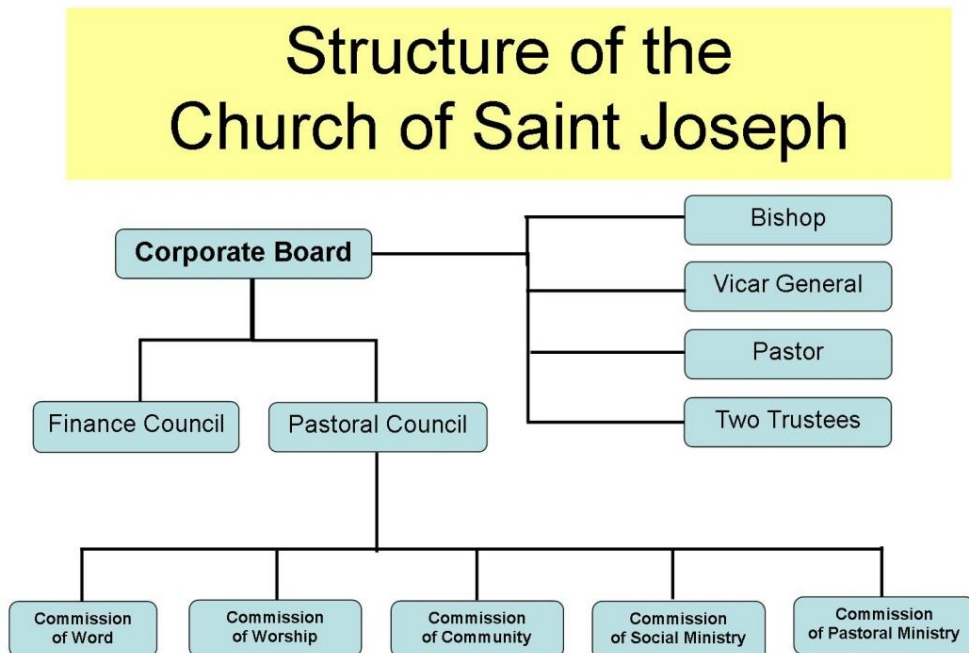 Structure of the
Church of Saint Joseph
Bishop
Corporate Board
Vicar General
Pastor
Finance Council
Pastoral Council
Two Trustees
Commission
of Word
Commission
of Worship
Commission
of Community
Commission
of Social Ministry
Commission
of Pastoral Ministry